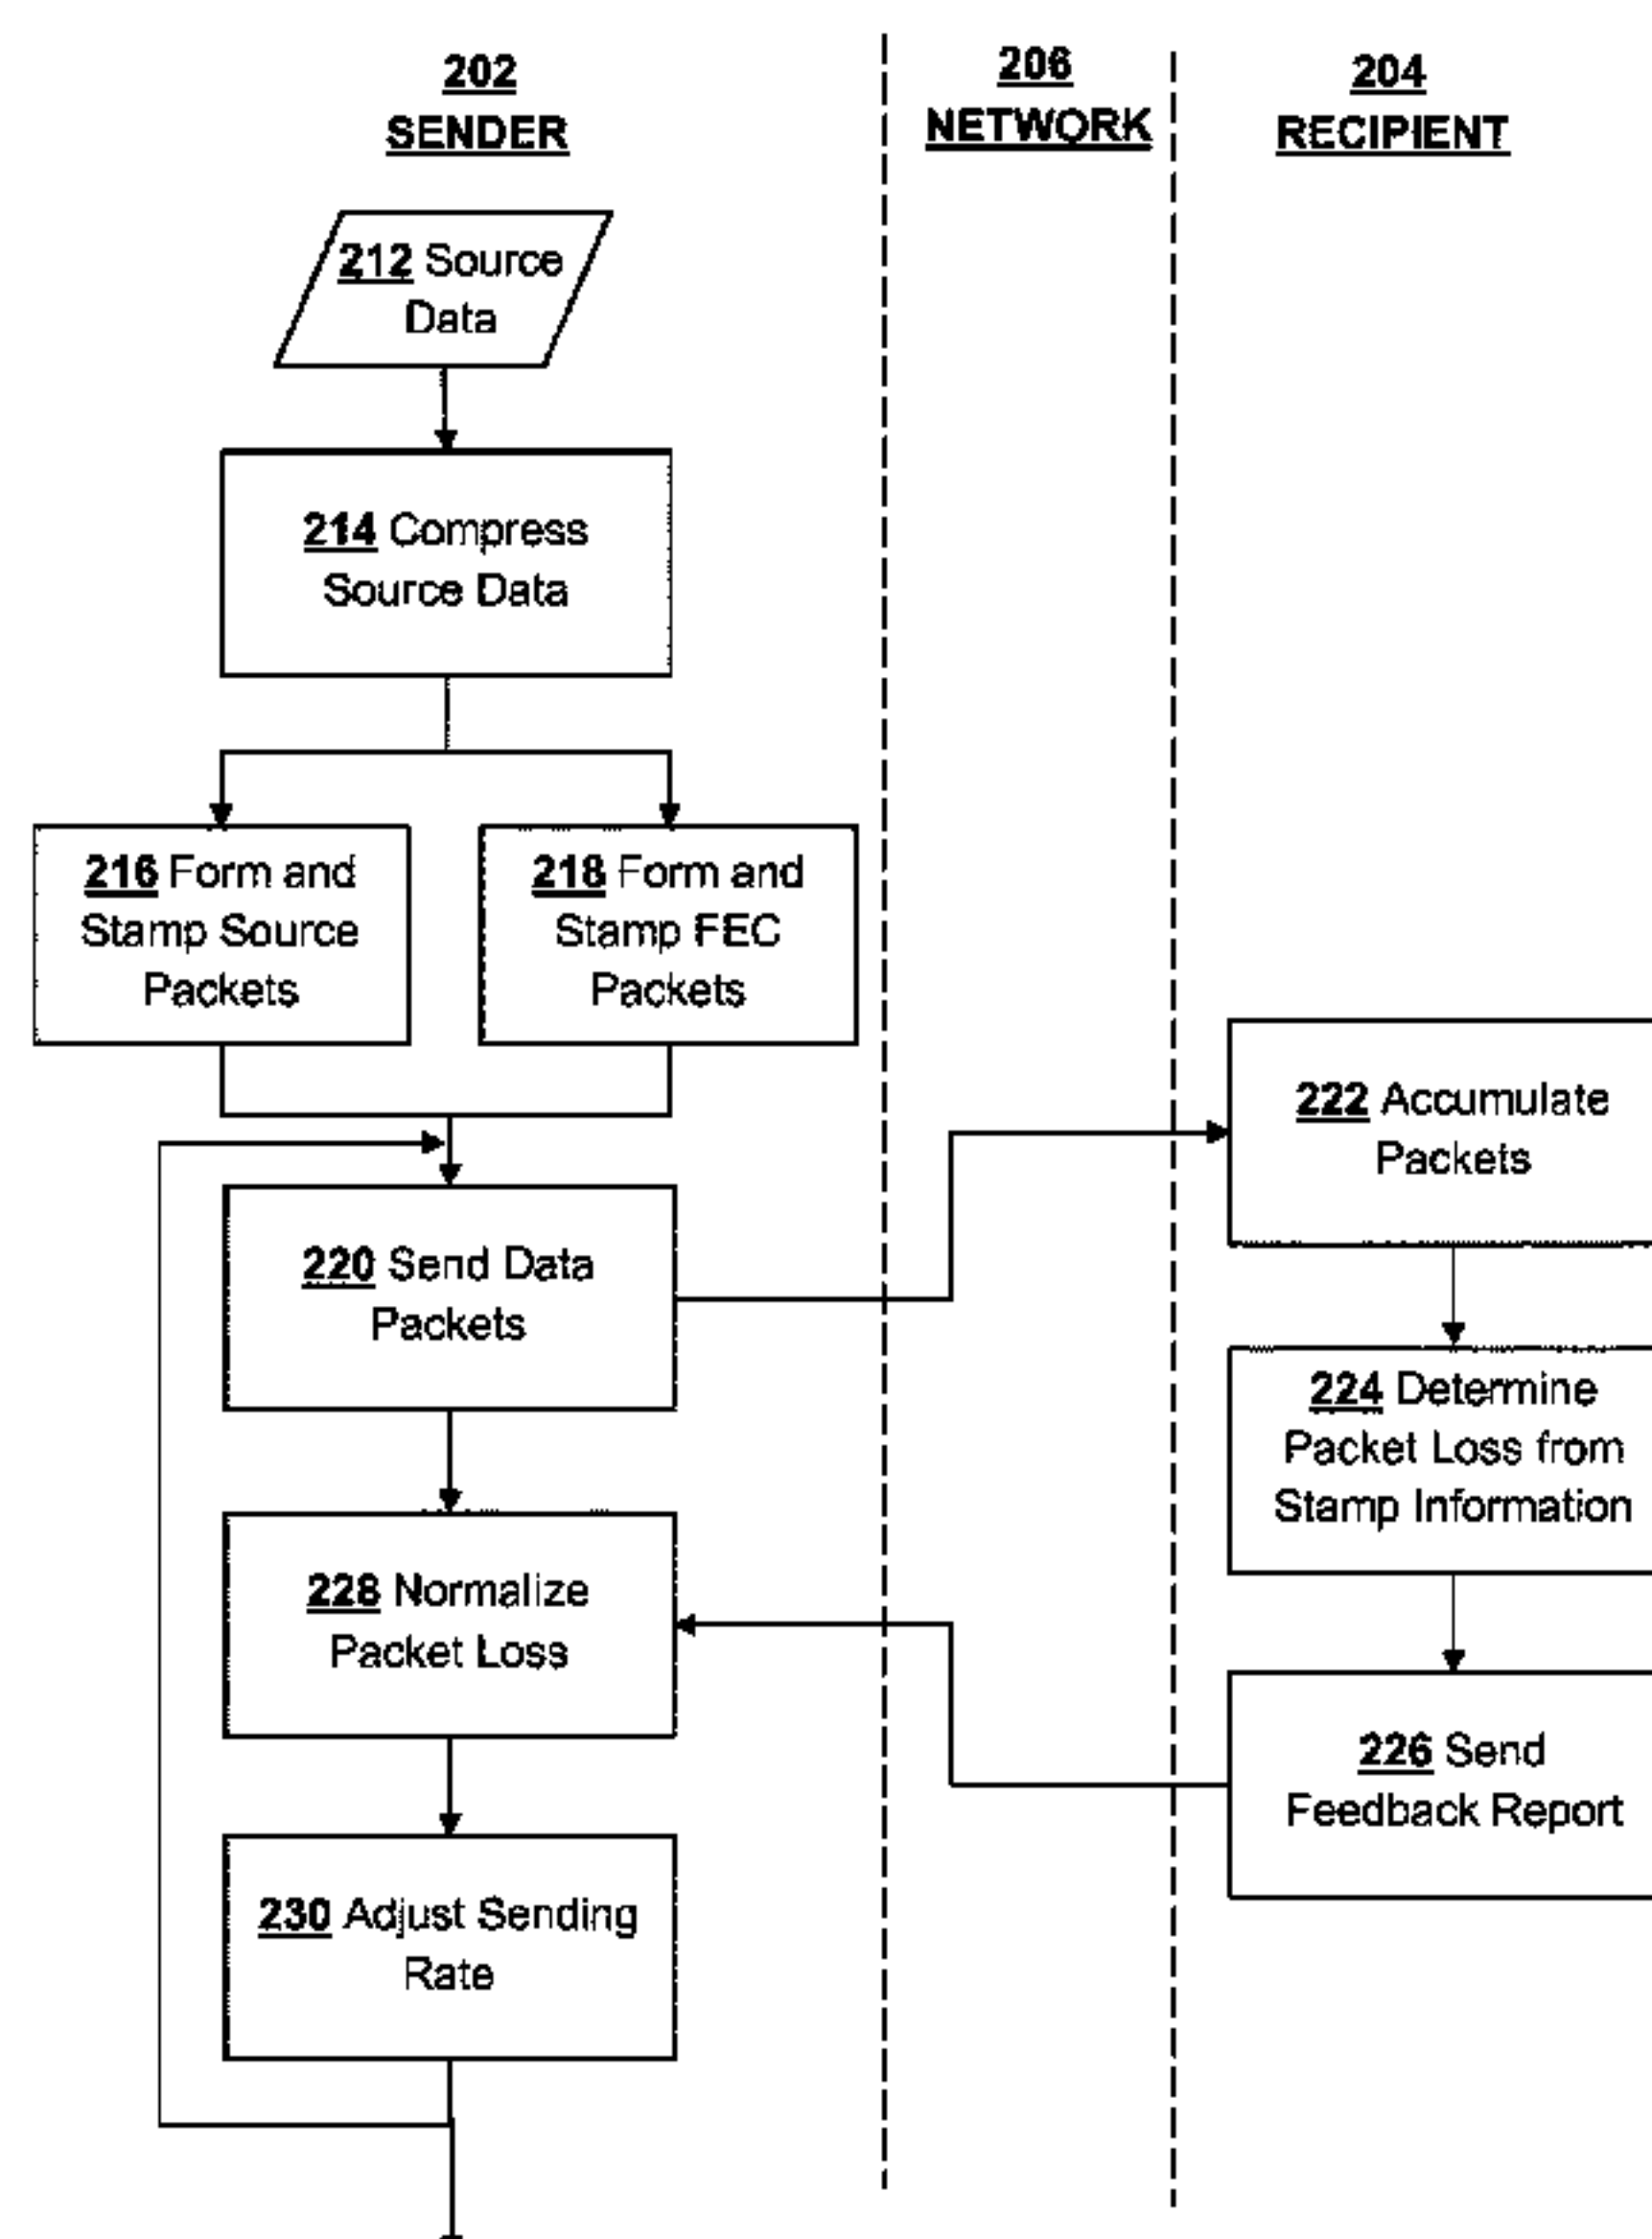 202
SENDER
206
NETWORK
204
RECIPIENT
212 Source
Data
214 Compress
Source Data
216 Form and
Stamp Source
Packets
218 Form and
Stamp FEC
Packets
222 Accumulate
Packets
220 Send Data
Packets
224 Determine
Packet Loss from
Stamp Information
228 Normalize
Packet Loss
226 Send
Feedback Report
230 Adjust Sending
Rate